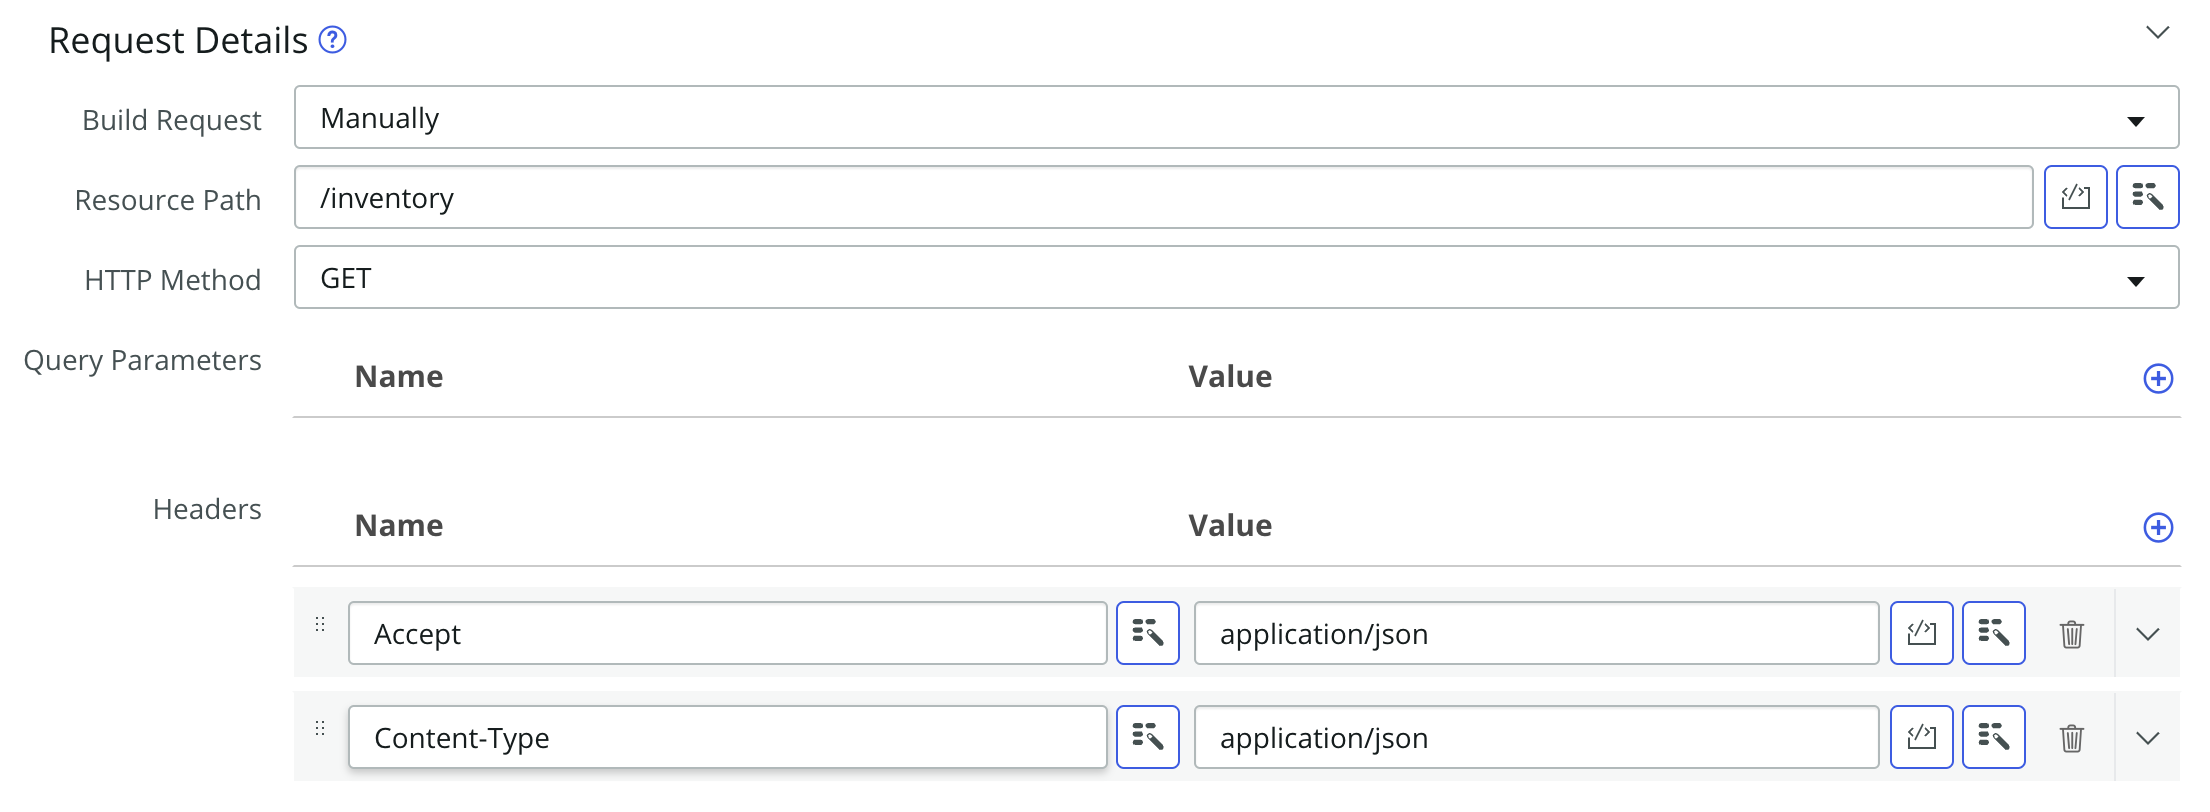 Request Details ?
Build Request Manually
Resource Path /inventory
HTTP Method GET
Query Parameters
Name Value
Headers
Name Value
Accept application/json
Content-Type application/json